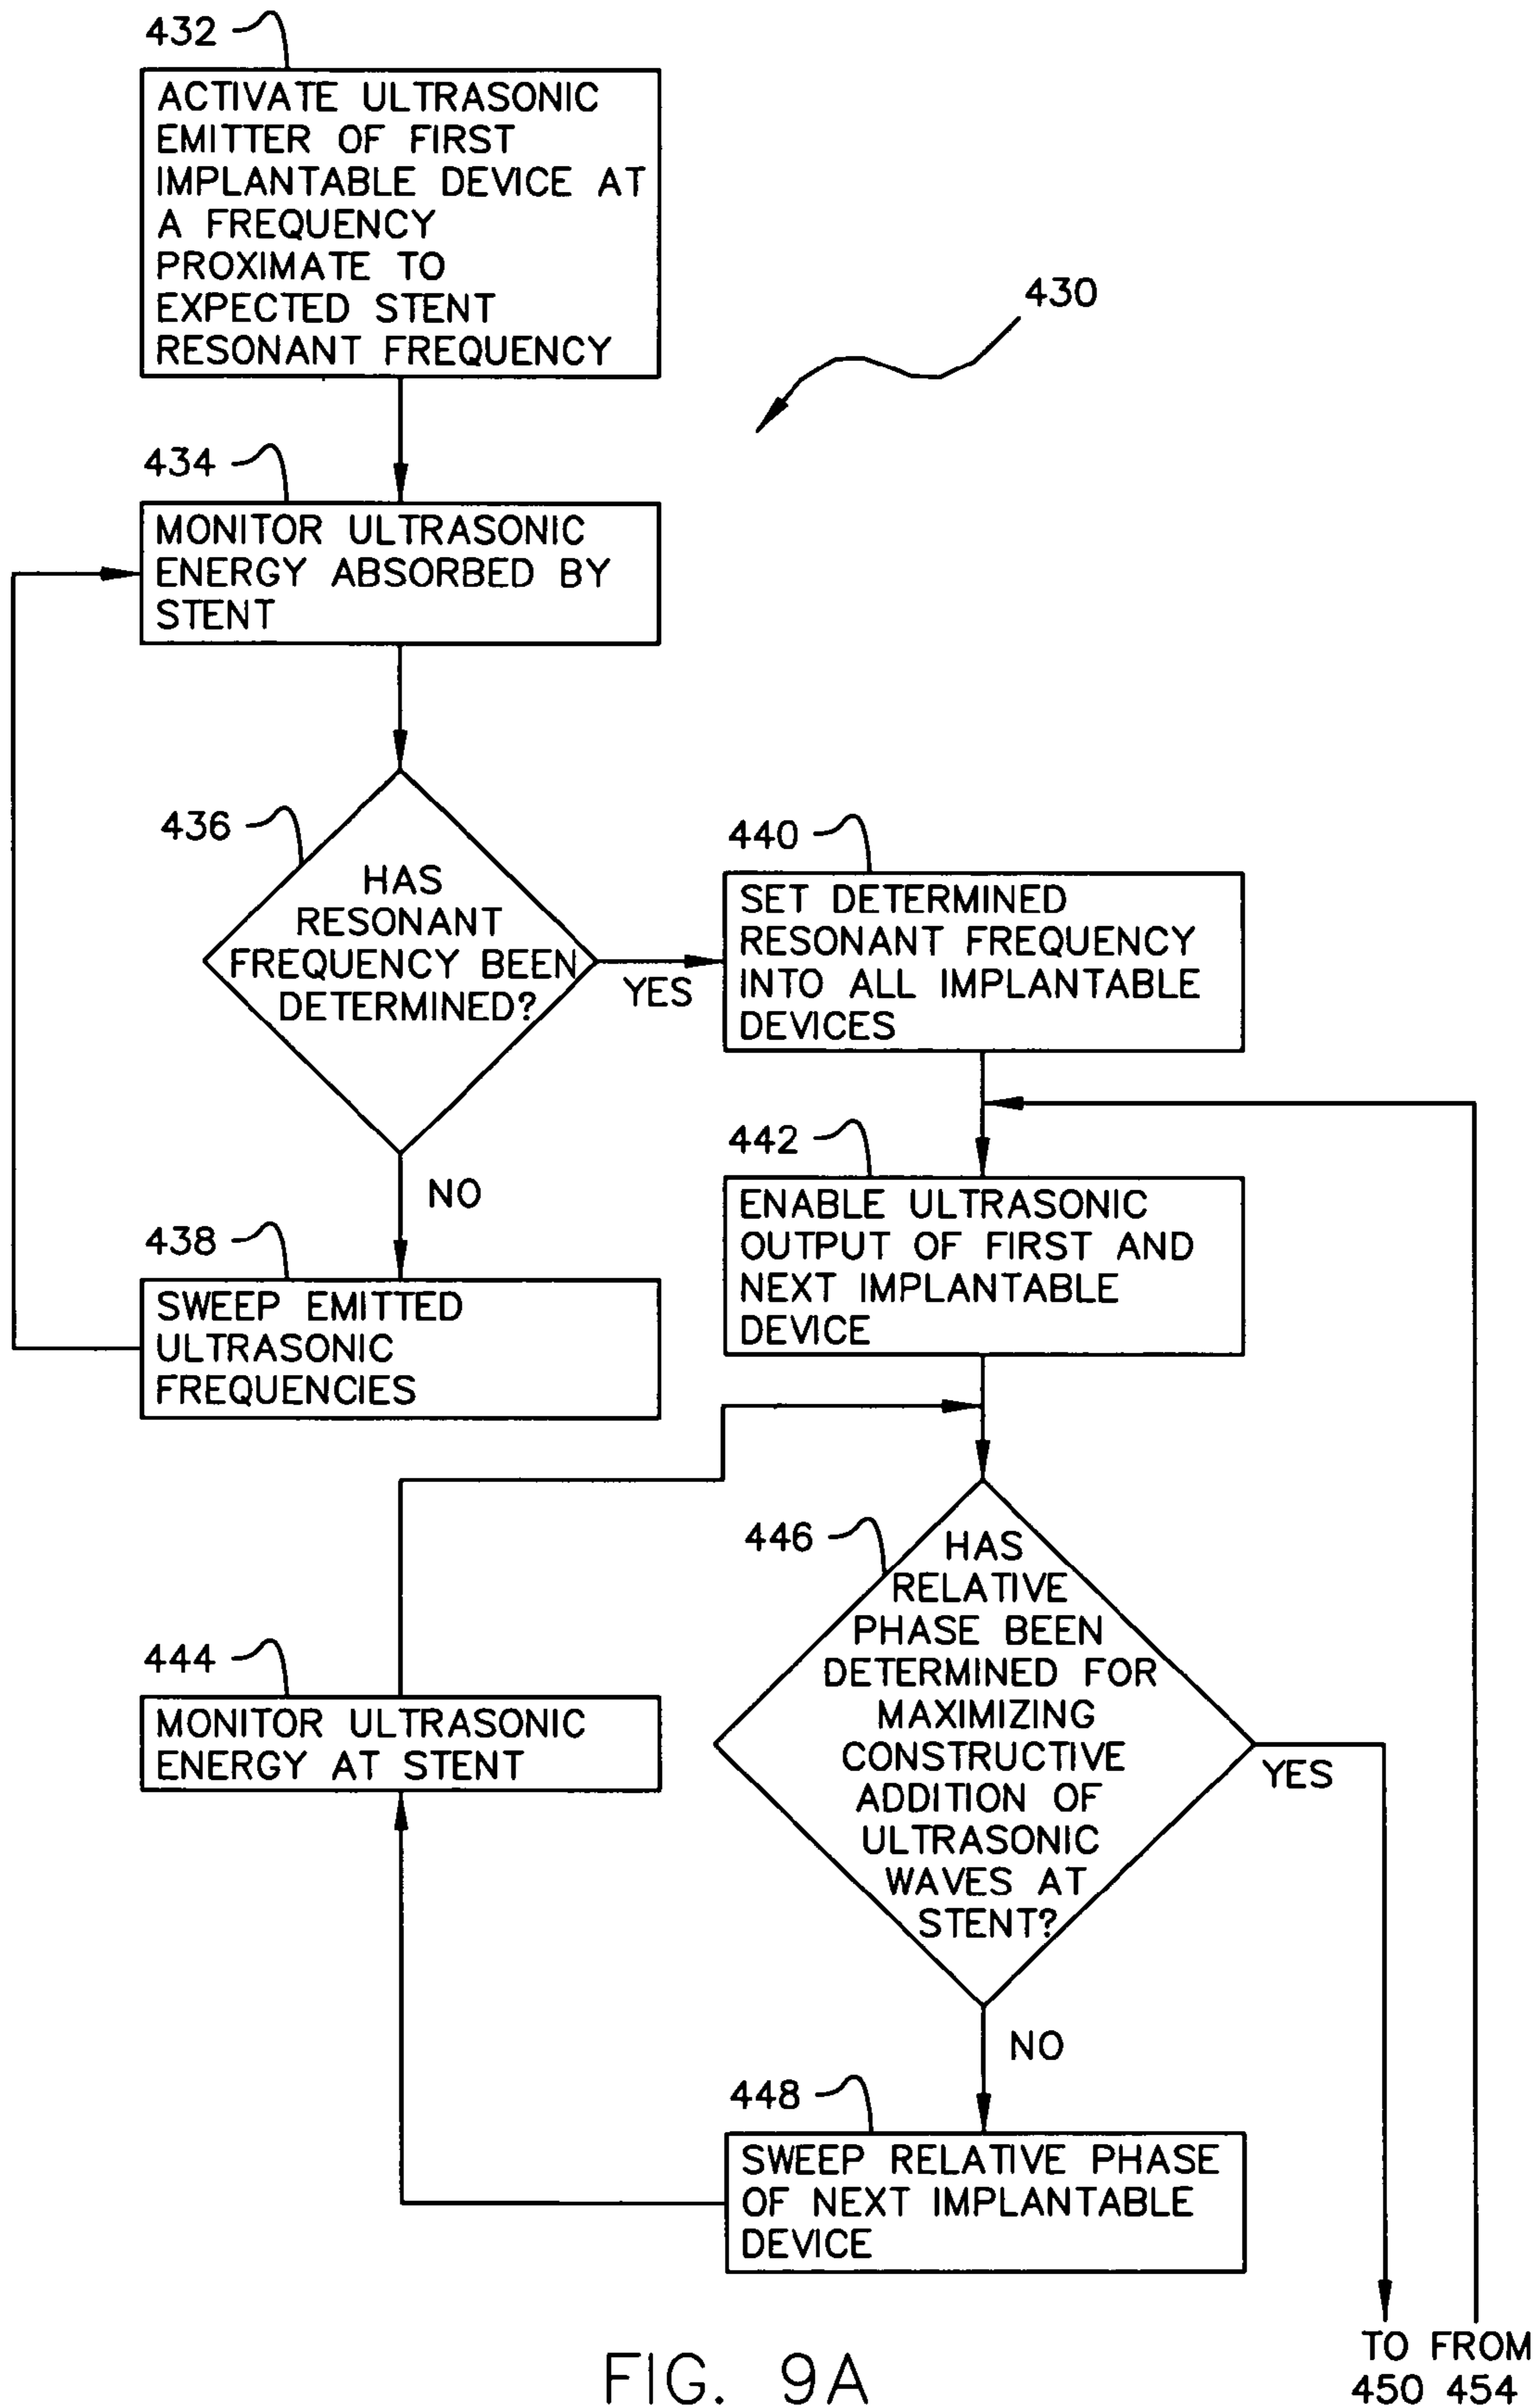 432
ACTIVATE ULTRASONIC
EMITTER OF FIRST
IMPLANTABLE DEVICE AT
A FREQUENCY
PROXIMATE TO
EXPECTED STENT
RESONANT FREQUENCY
430
434
MONITOR ULTRASONIC
ENERGY ABSORBED BY
STENT
436
HAS
RESONANT
FREQUENCY BEEN
DETERMINED?
YES
NO
438
SWEEP EMITTED
ULTRASONIC
FREQUENCIES
440
SET DETERMINED
RESONANT FREQUENCY
INTO ALL IMPLANTABLE
DEVICES
442
ENABLE ULTRASONIC
OUTPUT OF FIRST AND
NEXT IMPLANTABLE
DEVICE
444
MONITOR ULTRASONIC
ENERGY AT STENT
446
HAS
RELATIVE
PHASE BEEN
DETERMINED FOR
MAXIMIZING
CONSTRUCTIVE
ADDITION OF
ULTRASONIC
WAVES AT
STENT?
YES
NO
448
SWEEP RELATIVE PHASE
OF NEXT IMPLANTABLE
DEVICE
TO FROM
450 454
FIG. 9A